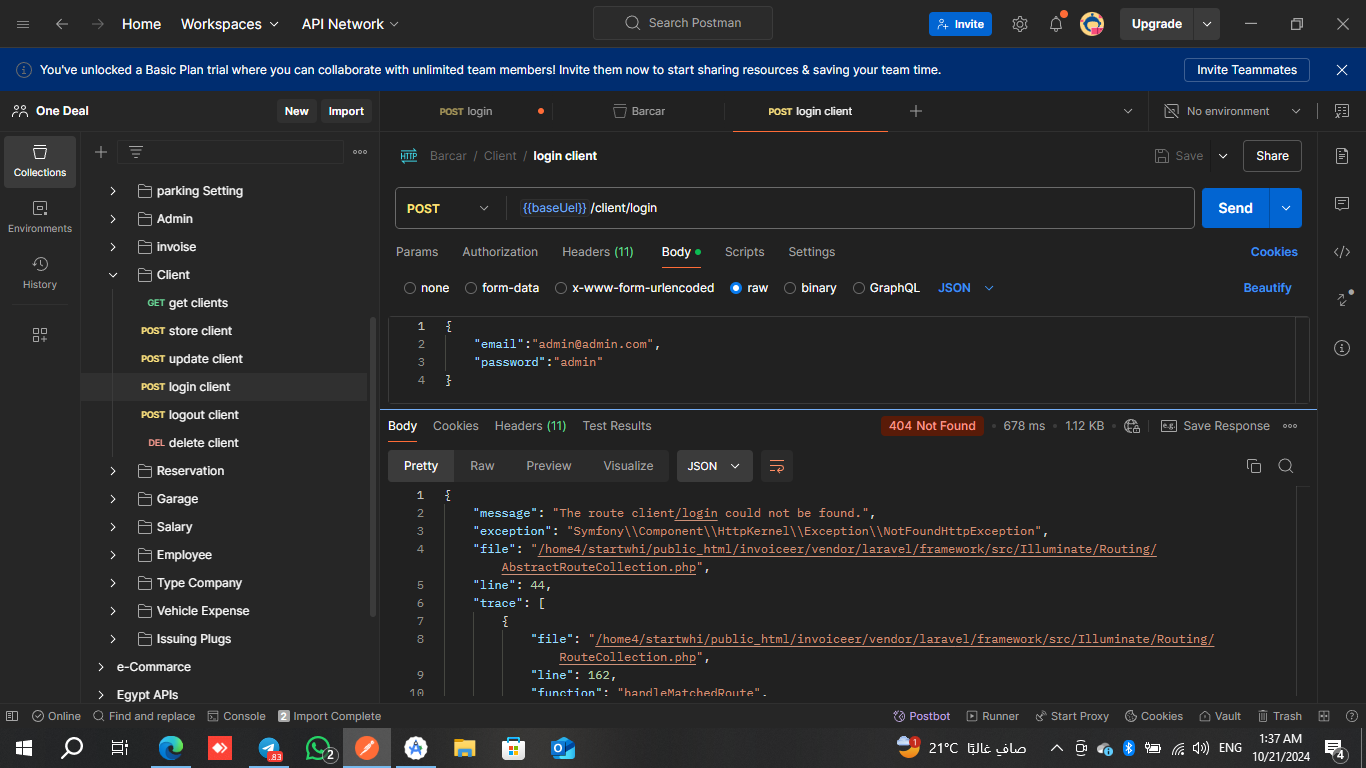 Home Workspaces API Network Search Postman Invite Upgrade
You've unlocked a Basic Plan trial where you can collaborate with unlimited team members! Invite them now to start sharing resources & saving your team time. Invite Teammates
One Deal New Import POST login Barcar POST login client No environment
Collections
Environments
History
parking Setting
Admin
invoise
Client
GET get clients
POST store client
POST update client
POST login client
POST logout client
DEL delete client
Reservation
Garage
Salary
Employee
Type Company
Vehicle Expense
Issuing Plugs
e-Commerce
Egypt APIs
HTTP Barcar / Client / login client Save Share
POST {{baseUel}} /client/login Send
Params Authorization Headers (11) Body Scripts Settings Cookies
none form-data x-www-form-urlencoded raw binary GraphQL JSON Beautify
1 {
2 "email":"admin@admin.com",
3 "password":"admin"
4 }
Body Cookies Headers (11) Test Results 404 Not Found 678 ms 1.12 KB e.g. Save Response
Pretty Raw Preview Visualize JSON
1 {
2 "message": "The route client/login could not be found.",
3 "exception": "Symfony\\Component\\HttpKernel\\Exception\\NotFoundHttpException",
4 "file": "/home4/startwhi/public_html/invoiceer/vendor/laravel/framework/src/Illuminate/Routing/
AbstractRouteCollection.php",
5 "line": 44,
6 "trace": [
7 {
8 "file": "/home4/startwhi/public_html/invoiceer/vendor/laravel/framework/src/Illuminate/Routing/
RouteCollection.php",
9 "line": 162,
10 "function": "handleMatchedRoute",
Online Find and replace Console 2 Import Complete Postbot Runner Start Proxy Cookies Vault Trash
83 2 1 21°C صافٍ غالبًا ENG 1:37 AM
10/21/2024 4